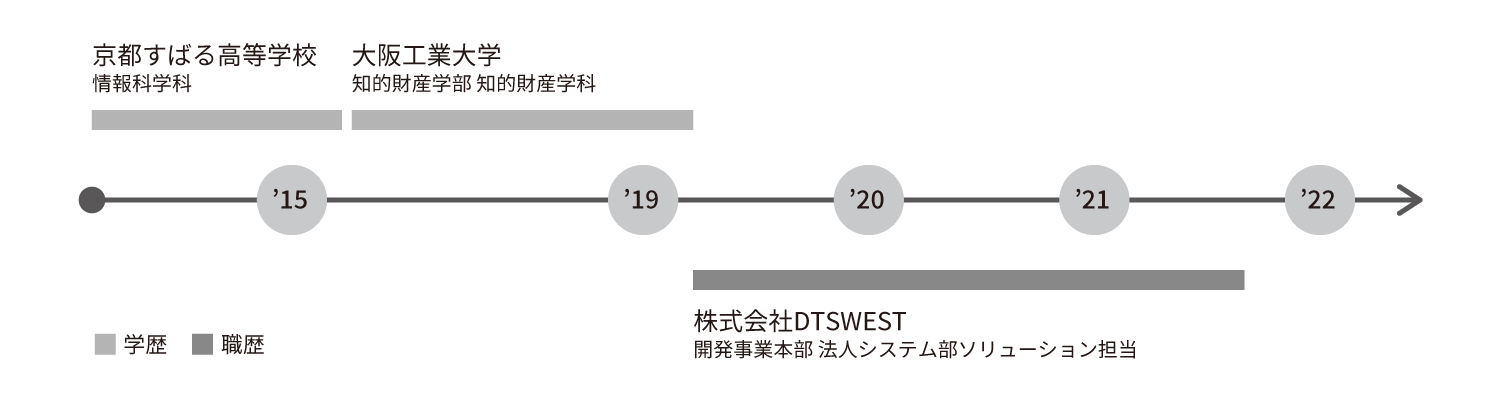 京都すばる高等学校
情報科学科
大阪工業大学
知的財産学部 知的財産学科
’15
’19
’20
’21
’22
株式会社DTSWEST
開発事業本部 法人システム部ソリューション担当
学歴
職歴